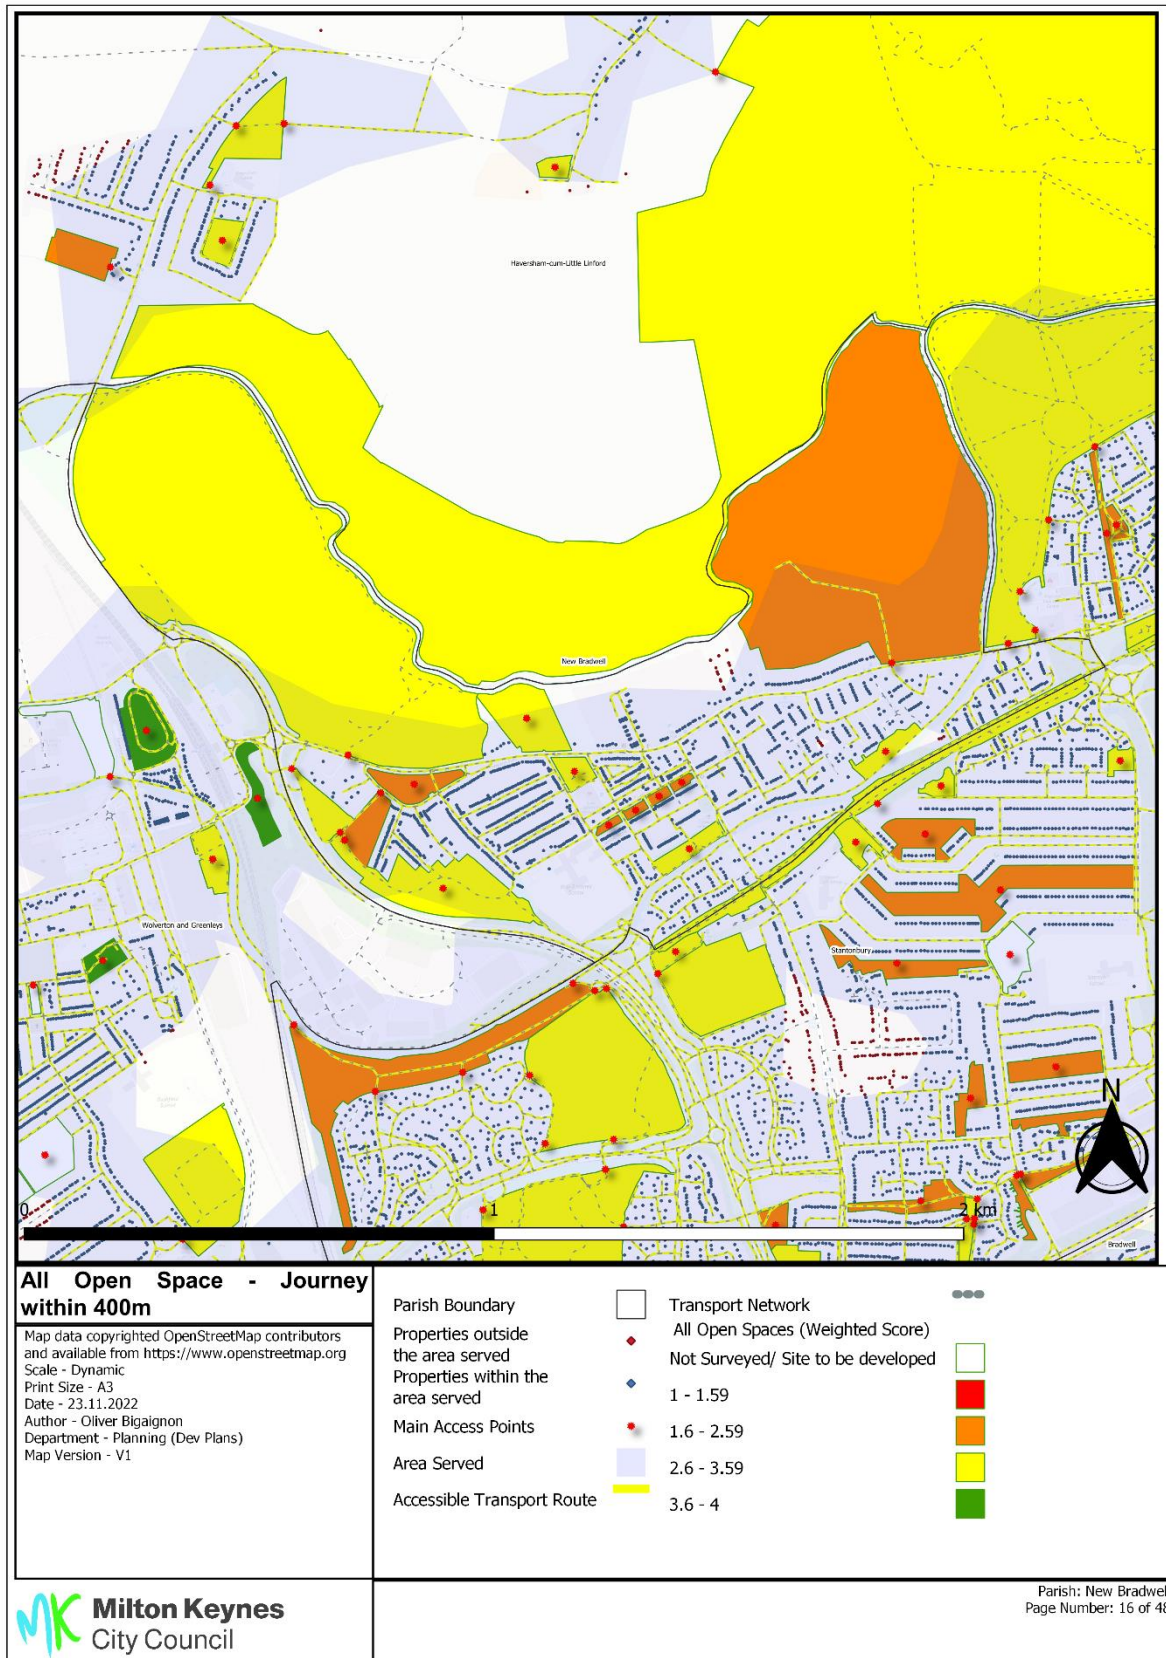 Haversham-cum-Little Linford
New Bradwell
Wolverton and Greenleys
Stantonbury
Bradwell
N
0 1 2 km
All Open Space - Journey
within 400m
Map data copyrighted OpenStreetMap contributors
and available from https://www.openstreetmap.org
Scale - Dynamic
Print Size - A3
Date - 23.11.2022
Author - Oliver Bigaignon
Department - Planning (Dev Plans)
Map Version - V1
Parish Boundary
Properties outside
the area served
Properties within the
area served
Main Access Points
Area Served
Accessible Transport Route
Transport Network
All Open Spaces (Weighted Score)
Not Surveyed/ Site to be developed
1 - 1.59
1.6 - 2.59
2.6 - 3.59
3.6 - 4
MK Milton Keynes
City Council
Parish: New Bradwell
Page Number: 16 of 48